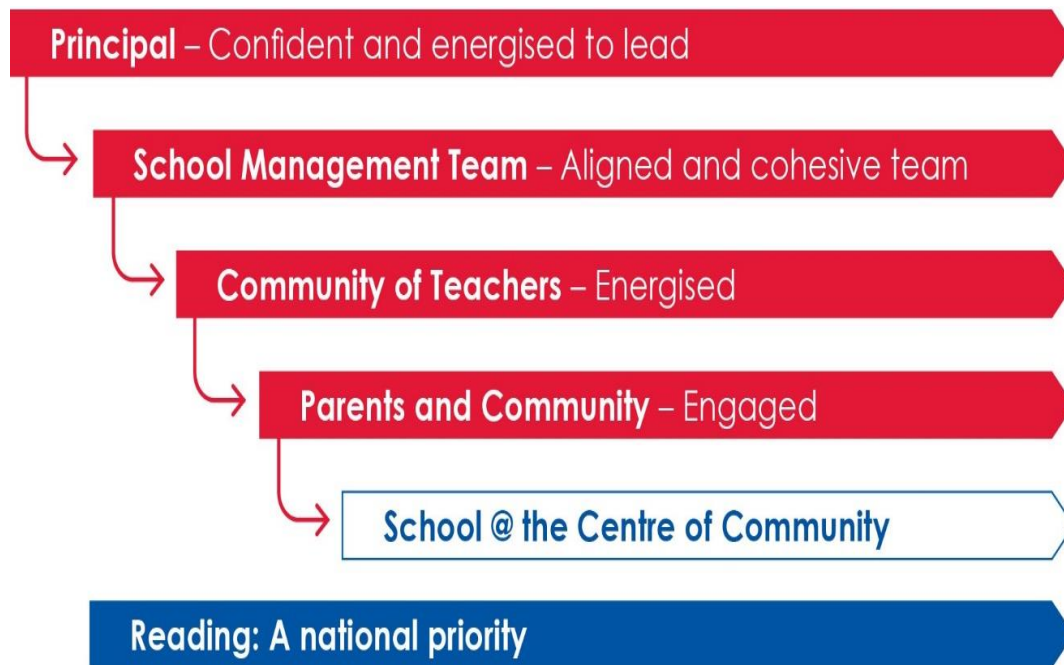 Principal – Confident and energised to lead
School Management Team – Aligned and cohesive team
Community of Teachers – Energised
Parents and Community – Engaged
School @ the Centre of Community
Reading: A national priority